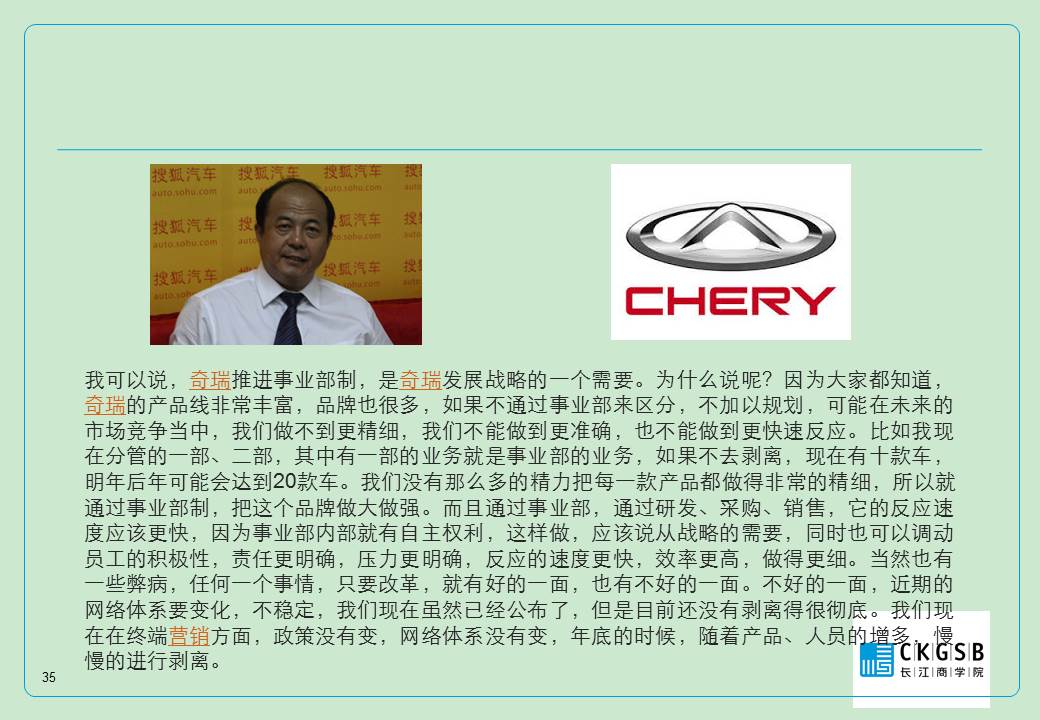 搜狐汽车 搜狐汽车 搜狐汽车 搜
auto.sohu.com auto.sohu.com auto.sohu.com
搜狐汽车 搜狐汽车 搜
auto.sohu.com
搜狐汽车 搜狐汽车 搜
CHERY
我可以说，奇瑞推进事业部制，是奇瑞发展战略的一个需要。为什么说呢？因为大家都知道，
奇瑞的产品线非常丰富，品牌也很多，如果不通过事业部来区分，不加以规划，可能在未来的
市场竞争当中，我们做不到更精细，我们不能做到更准确，也不能做到更快速反应。比如我现
在分管的一部、二部，其中有一部的业务就是事业部的业务，如果不去剥离，现在有十款车，
明年后年可能会达到20款车。我们没有那么多的精力把每一款产品都做得非常的精细，所以就
通过事业部制，把这个品牌做大做强。而且通过事业部，通过研发、采购、销售，它的反应速
度应该更快，因为事业部内部就有自主权利，这样做，应该说从战略的需要，同时也可以调动
员工的积极性，责任更明确，压力更明确，反应的速度更快，效率更高，做得更细。当然也有
一些弊病，任何一个事情，只要改革，就有好的一面，也有不好的一面。不好的一面，近期的
网络体系要变化，不稳定，我们现在虽然已经公布了，但是目前还没有剥离得很彻底。我们现
在在终端营销方面，政策没有变，网络体系没有变，年底的时候，随着产品、人员的增多，慢
慢的进行剥离。
CKGSB
长江商学院
35